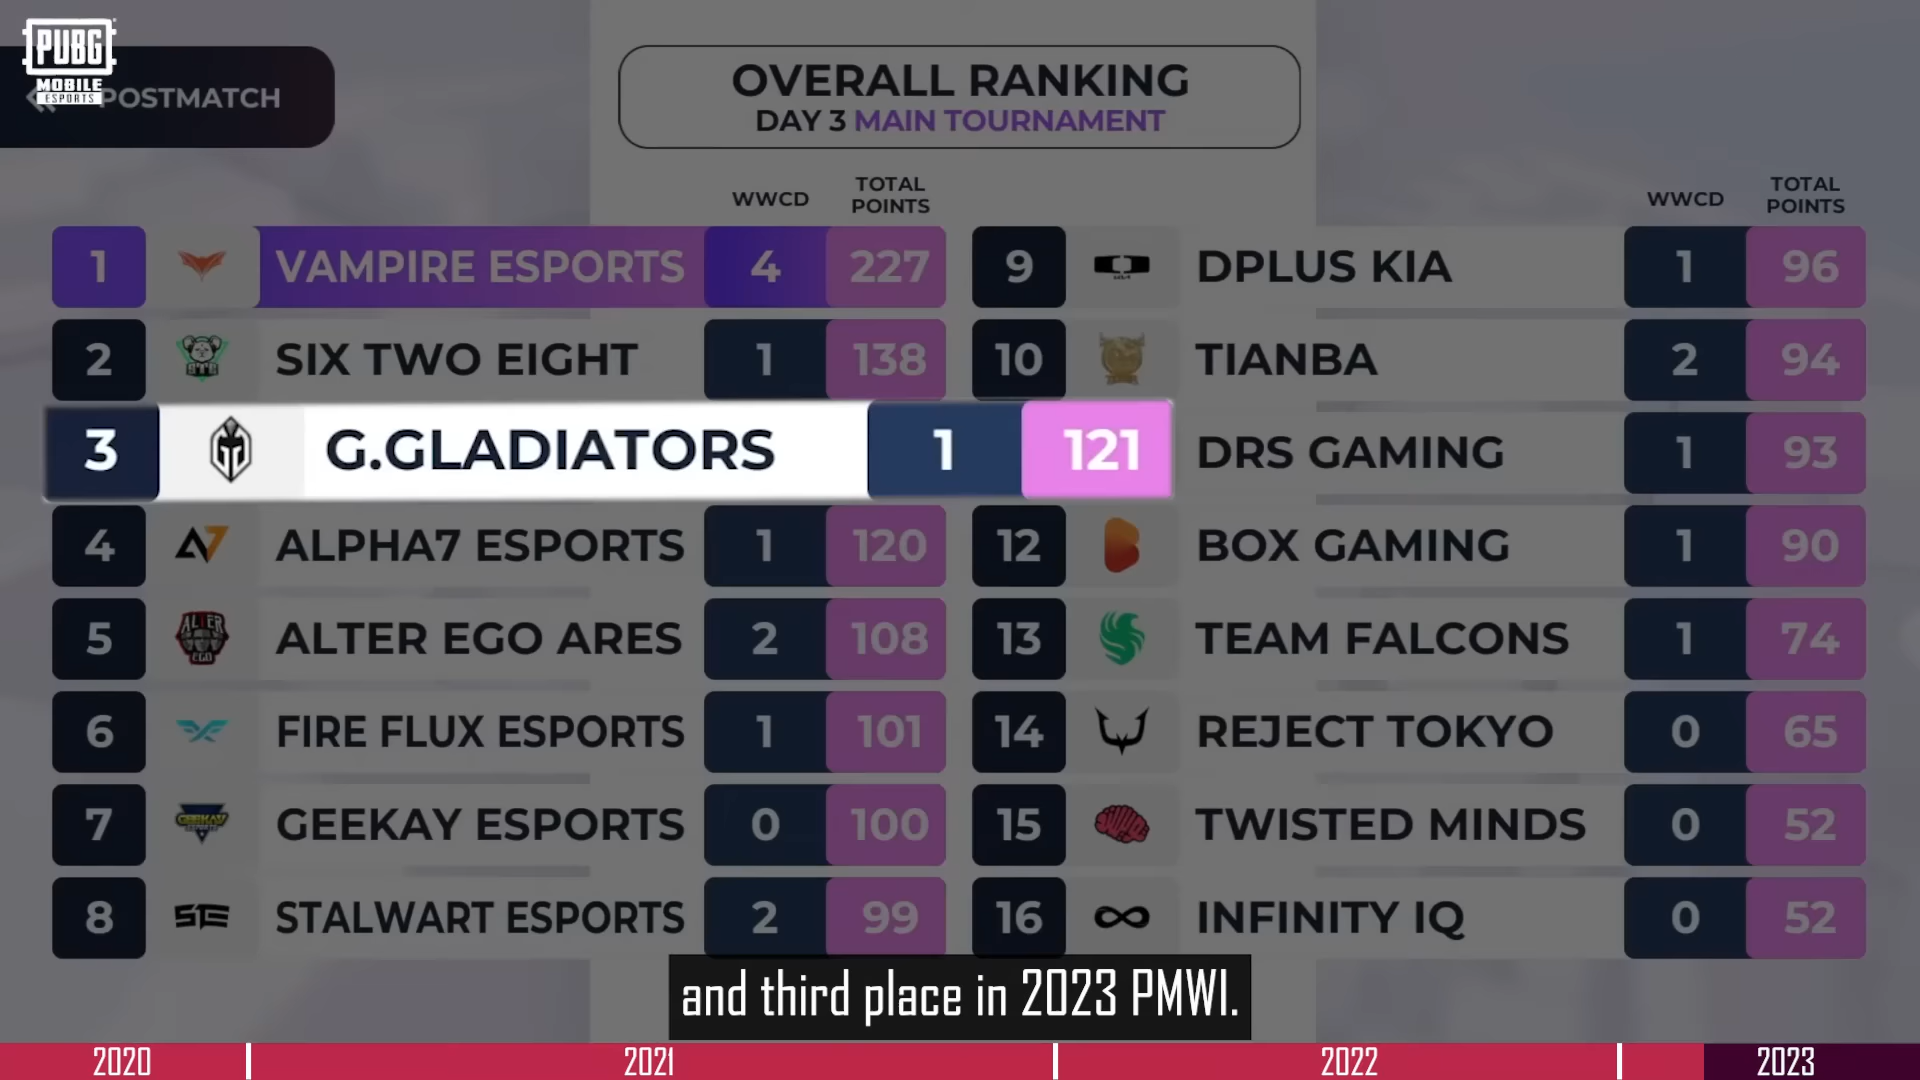 PUBG
MOBILE
ESPORTS
POSTMATCH
OVERALL RANKING
DAY 3 MAIN TOURNAMENT
WWCD TOTAL POINTS
1 VAMPIRE ESPORTS 4 227
2 SIX TWO EIGHT 1 138
3 G.GLADIATORS 1 121
4 ALPHA7 ESPORTS 1 120
5 ALTER EGO ARES 2 108
6 FIRE FLUX ESPORTS 1 101
7 GEEKAY ESPORTS 0 100
8 STALWART ESPORTS 2 99
WWCD TOTAL POINTS
9 DPLUS KIA 1 96
10 TIANBA 2 94
DRS GAMING 1 93
12 BOX GAMING 1 90
13 TEAM FALCONS 1 74
14 REJECT TOKYO 0 65
15 TWISTED MINDS 0 52
16 INFINITY IQ 0 52
and third place in 2023 PMWI.
2020 2021 2022 2023